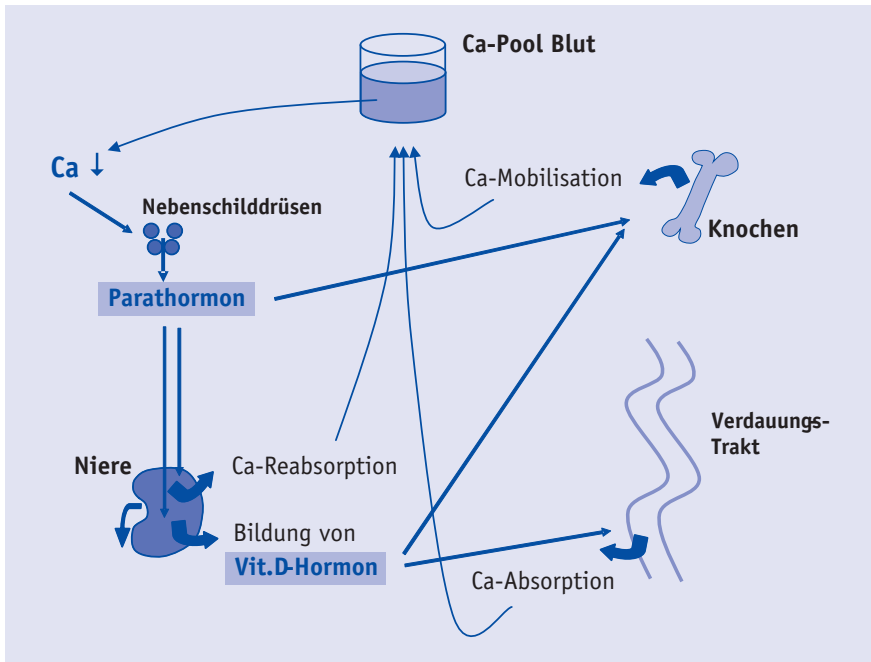 Ca-Pool Blut
Ca ↓
Nebenschilddrüsen
Parathormon
Ca-Mobilisation
Knochen
Verdauungs-
Trakt
Niere
Ca-Reabsorption
Bildung von
Vit.D-Hormon
Ca-Absorption